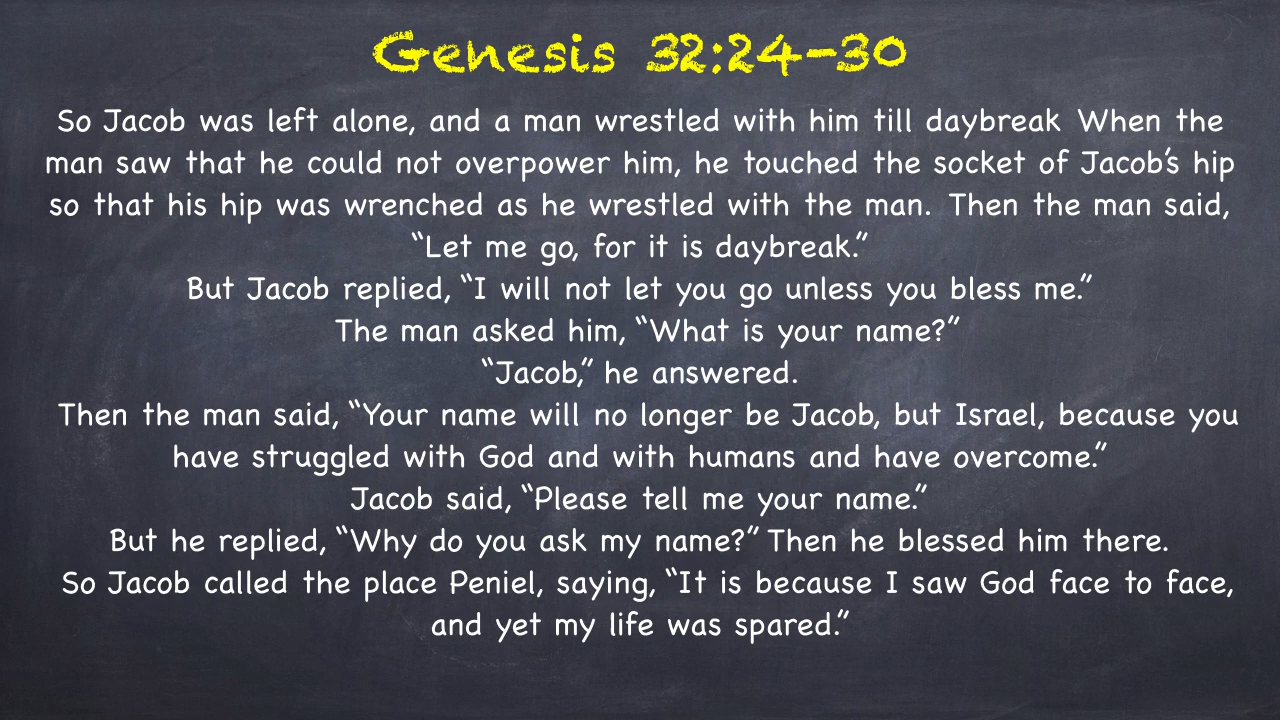 Genesis 32:24-30
So Jacob was left alone, and a man wrestled with him till daybreak When the
man saw that he could not overpower him, he touched the socket of Jacob’s hip
so that his hip was wrenched as he wrestled with the man. Then the man said,
“Let me go, for it is daybreak.”
But Jacob replied, “I will not let you go unless you bless me.”
The man asked him, “What is your name?”
“Jacob,” he answered.
Then the man said, “Your name will no longer be Jacob, but Israel, because you
have struggled with God and with humans and have overcome.”
Jacob said, “Please tell me your name.”
But he replied, “Why do you ask my name?” Then he blessed him there.
So Jacob called the place Peniel, saying, “It is because I saw God face to face,
and yet my life was spared.”